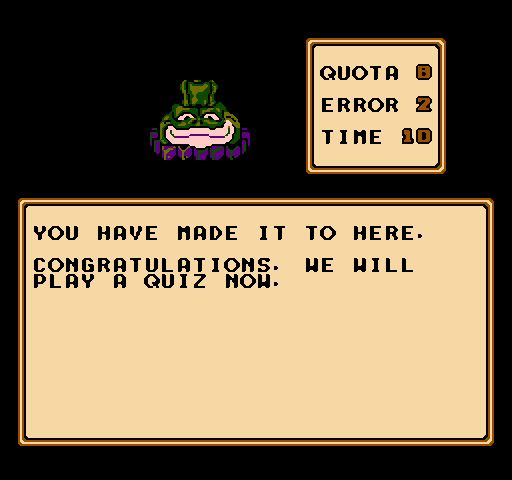 QUOTA 8
ERROR 2
TIME 10
YOU HAVE MADE IT TO HERE.
CONGRATULATIONS. WE WILL
PLAY A QUIZ NOW.